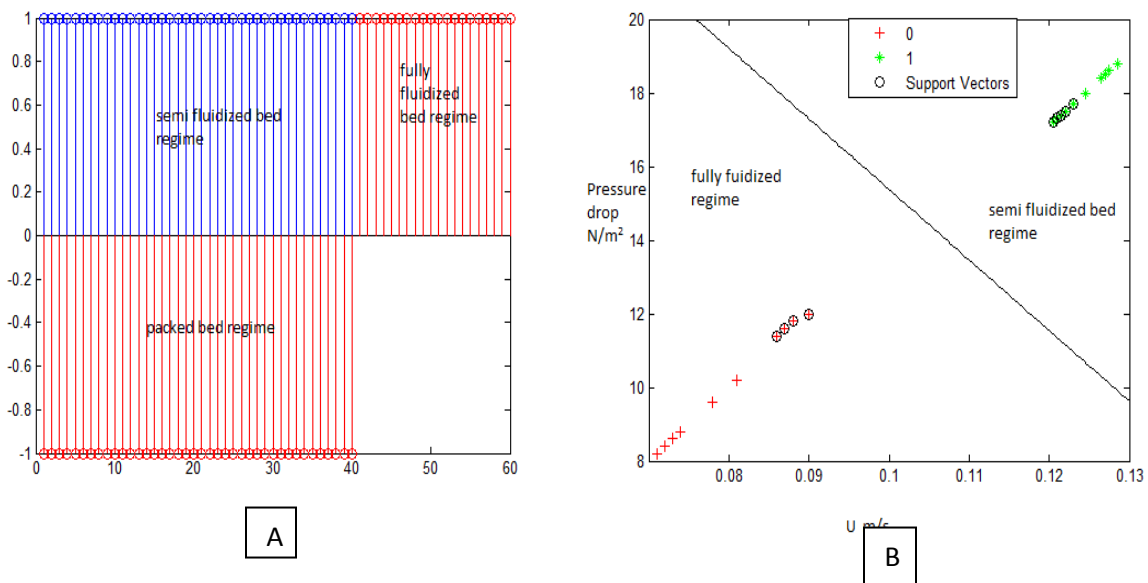 1
0.8
0.6
0.4
0.2
0
-0.2
-0.4
-0.6
-0.8
-1
0
10
20
30
40
50
60
semi fluidized bed
regime
fully
fluidized
bed regime
packed bed regime
A
20
18
16
14
12
10
8
Pressure
drop
N/m²
0
1
Support Vectors
fully fuidized
regime
semi fluidized bed
regime
0.08
0.09
0.1
0.11
0.12
0.13
U m/s
B